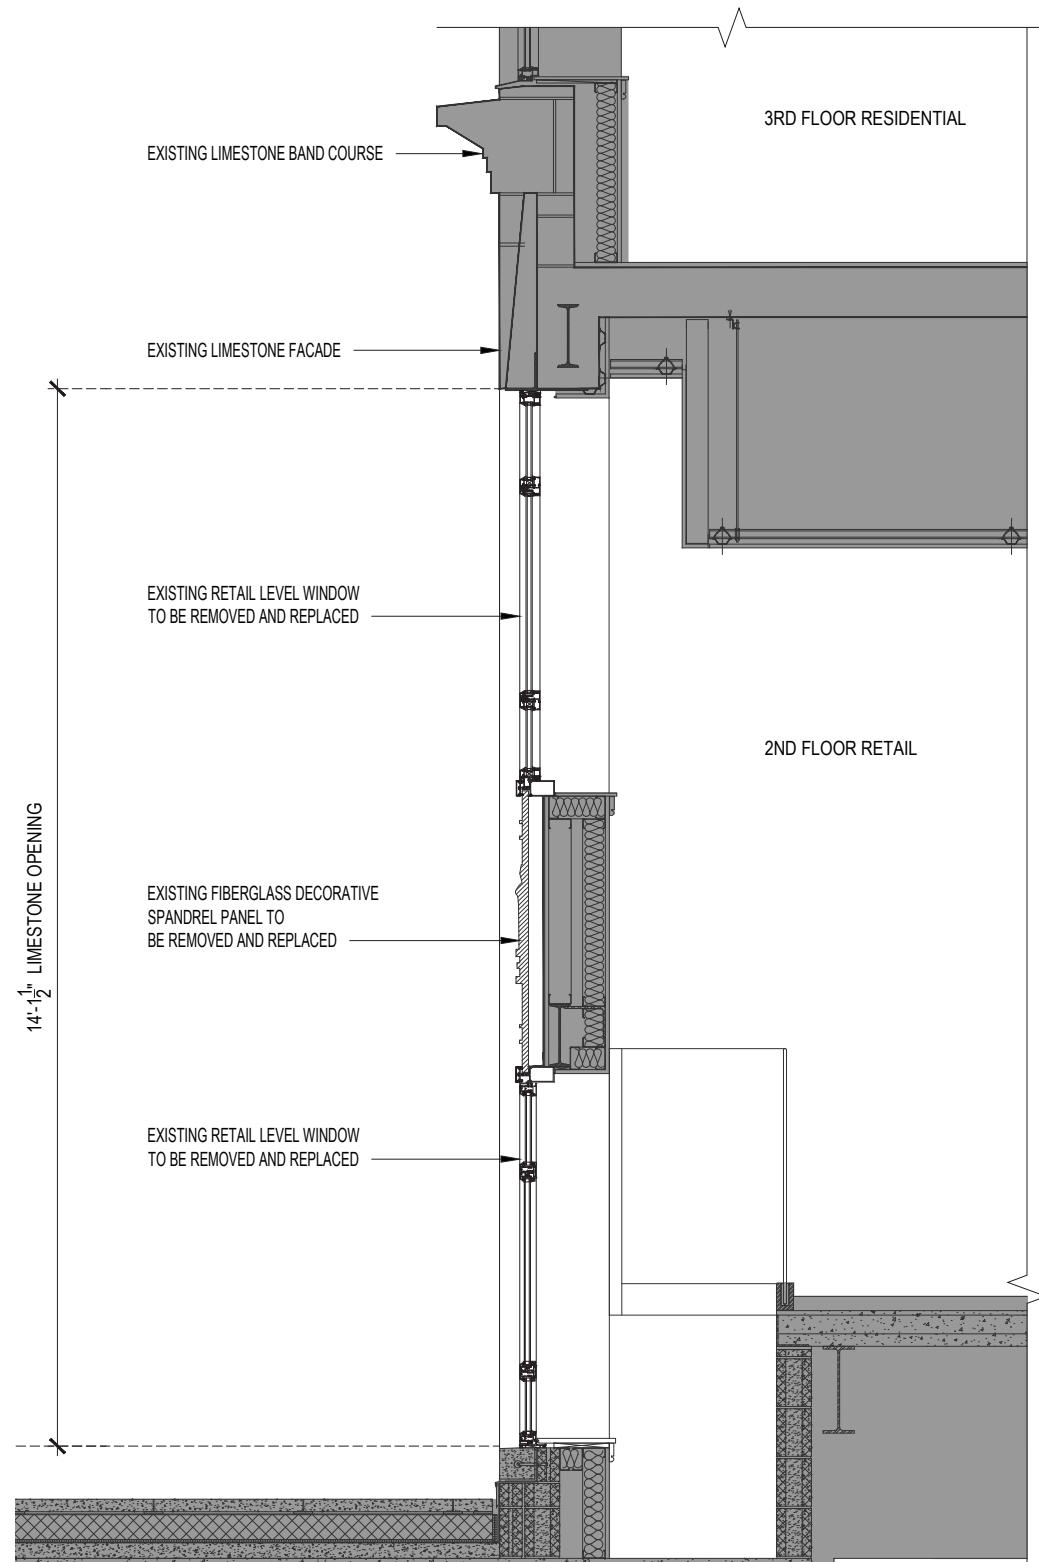 3RD FLOOR RESIDENTIAL
EXISTING LIMESTONE BAND COURSE
EXISTING LIMESTONE FACADE
EXISTING RETAIL LEVEL WINDOW
TO BE REMOVED AND REPLACED
2ND FLOOR RETAIL
14'-1 1/2" LIMESTONE OPENING
EXISTING FIBERGLASS DECORATIVE
SPANDREL PANEL TO
BE REMOVED AND REPLACED
EXISTING RETAIL LEVEL WINDOW
TO BE REMOVED AND REPLACED